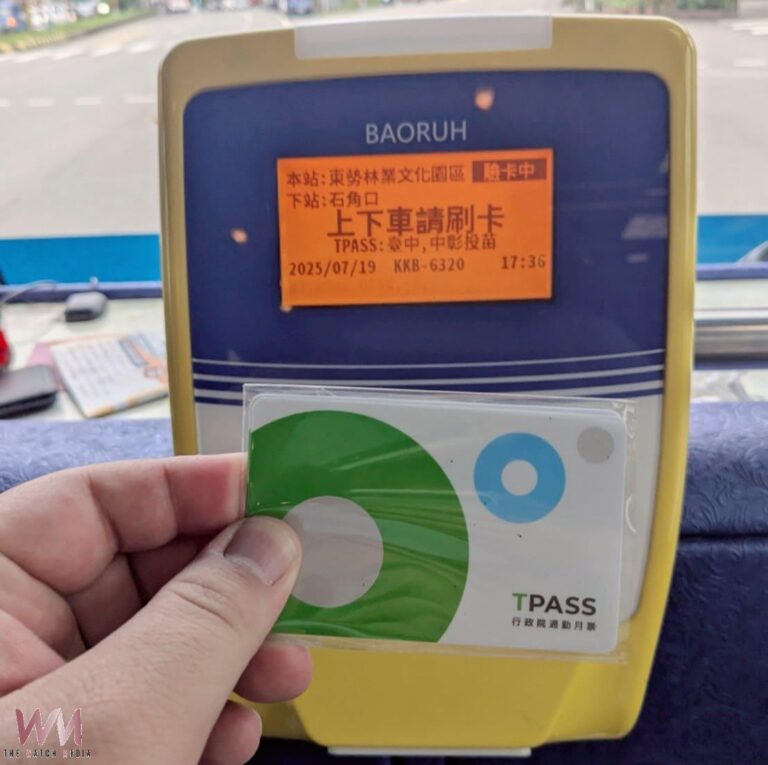 BAORUH
本站:東勢林業文化園區 驗卡中
下站:石角口
上下車請刷卡
TPASS:臺中,中彰投苗
2025/07/19 KKB-6320 17:36
TPASS
行政院通勤月票
WM
THE WATCH MEDIA